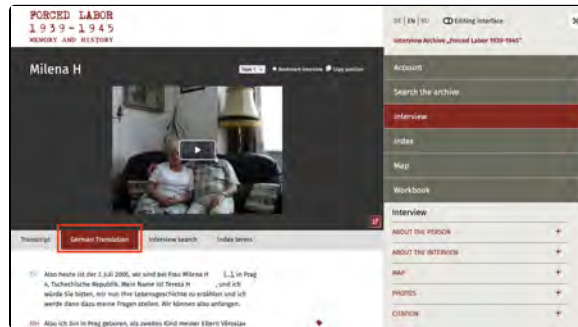 FORCED LABOR
1939-1945
MEMORY AND HISTORY
DE | EN | RU Editing interface
Interview Archive „Forced Labor 1939-1945“
Milena H
Tape 1
Bookmark interview Copy position
Account
Search the archive
Interview
Index
Map
Workbook
Interview
ABOUT THE PERSON +
ABOUT THE INTERVIEW +
MAP +
PHOTOS +
CITATION +
Transcript German Translation Interview search Index terms
Also heute ist der 3. Juli 2005, wir sind bei Frau Milena H [...], in Prag
4, Tschechische Republik. Mein Name ist Tereza H , und ich
würde Sie bitten, mir nun Ihre Lebensgeschichte zu erzählen und ich
werde dann dazu meine Fragen stellen. Wir können also anfangen.
MH Also ich bin in Prag geboren, als zweites Kind meiner Eltern Věroslav